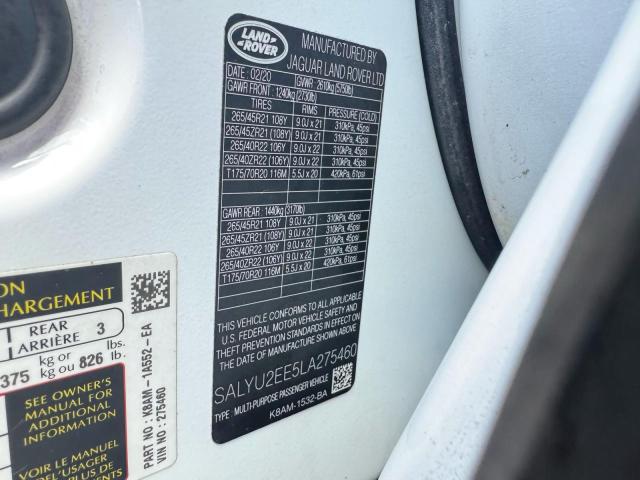 LAND ROVER
MANUFACTURED BY
JAGUAR LAND ROVER LTD
DATE: 02/20 GVWR 2610kg (5750lb)
GAWR FRONT: 1240kg (2730lb)
TIRES RIMS PRESSURE (COLD)
265/45R21 108Y 9.0J x 21 310kPa, 45psi
265/45ZR21 (108Y) 9.0J x 21 310kPa, 45psi
265/40R22 106Y 9.0J x 22 310kPa, 45psi
265/40ZR22 (106Y) 9.0J x 22 310kPa, 45psi
T175/70R20 116M 5.5J x 20 420kPa, 61psi
GAWR REAR: 1440kg (3170lb)
265/45R21 108Y 9.0J x 21 310kPa, 45psi
265/45ZR21 (108Y) 9.0J x 21 310kPa, 45psi
265/40R22 106Y 9.0J x 22 310kPa, 45psi
265/40ZR22 (106Y) 9.0J x 22 310kPa, 45psi
T175/70R20 116M 5.5J x 20 420kPa, 61psi
THIS VEHICLE CONFORMS TO ALL APPLICABLE
U.S. FEDERAL MOTOR VEHICLE SAFETY AND
THEFT PREVENTION STANDARDS IN EFFECT ON
THE DATE OF MANUFACTURE SHOWN ABOVE.
SALYU2EE5LA275460
TYPE : MULTI-PURPOSE PASSENGER VEHICLE
K8AM-1532-BA
ION
CHARGEMENT
REAR
ARRIÈRE 3
375 kg or
kg ou 826 lbs.
lb.
SEE OWNER'S
MANUAL FOR
ADDITIONAL
INFORMATION
VOIR LE MANUEL
DE L'USAGER
POUR PLUS
PART NO : K8AM - 1A552 - EA
VIN NO : 275460